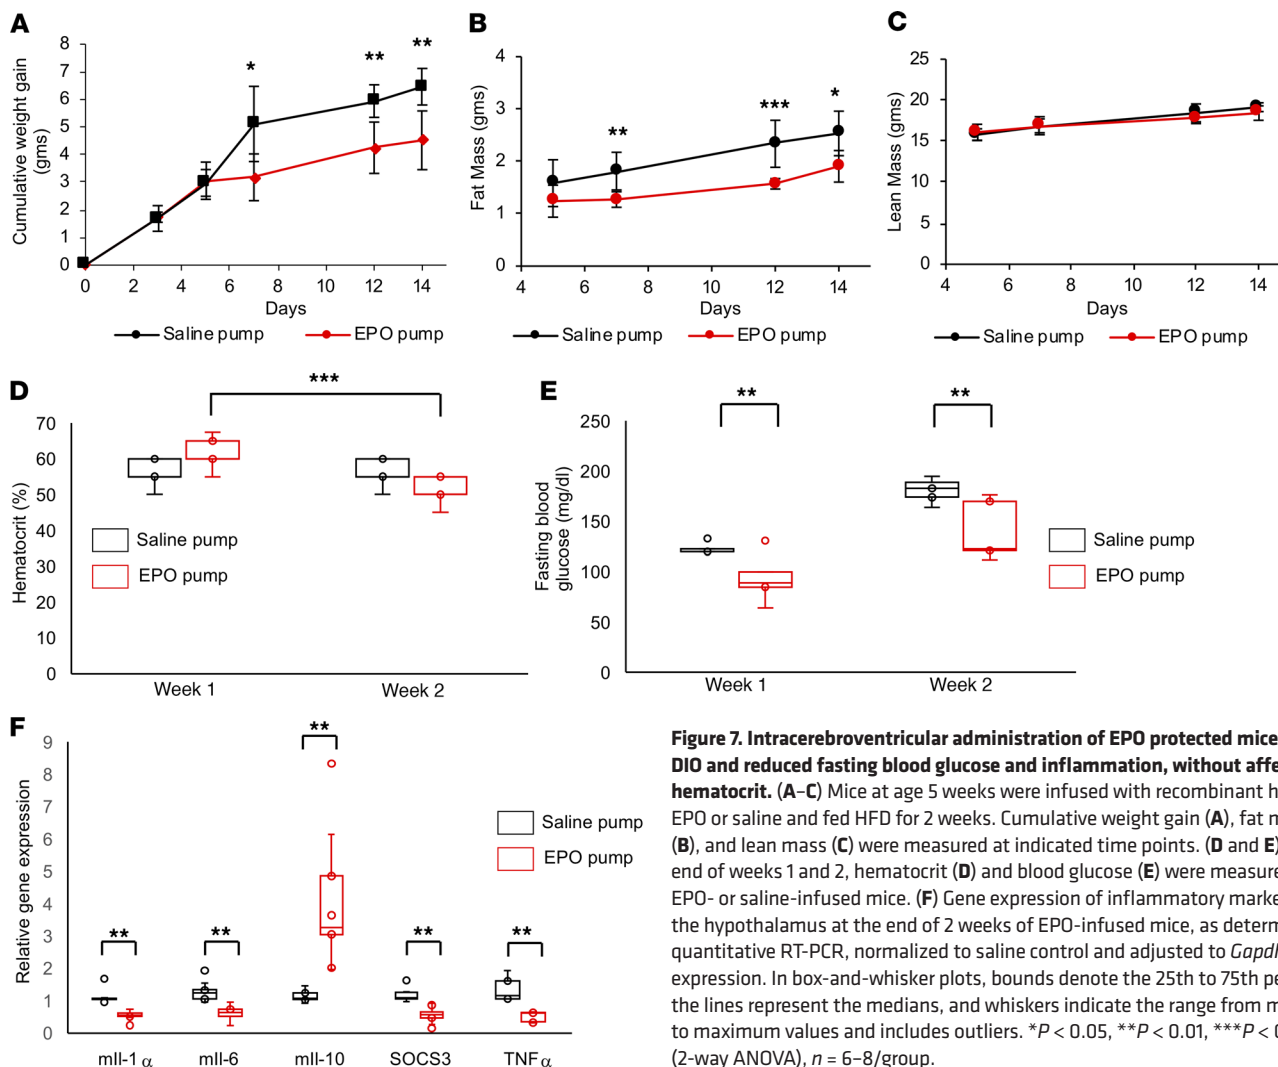 A
Cumulative weight gain
(gms)
8
7
6
5
4
3
2
1
0
*
**
**
0
2
4
6
8
10
12
14
Days
Saline pump
EPO pump
B
Fat Mass (gms)
4
3
2
1
0
**
***
*
4
6
8
10
12
14
Days
Saline pump
EPO pump
C
Lean Mass (gms)
25
20
15
10
5
0
4
6
8
10
12
14
Days
Saline pump
EPO pump
D
Hematocrit (%)
70
60
50
40
30
20
10
0
***
Saline pump
EPO pump
Week 1
Week 2
E
Fasting blood
glucose (mg/dl)
250
200
150
100
50
0
**
**
Saline pump
EPO pump
Week 1
Week 2
F
Relative gene expression
9
8
7
6
5
4
3
2
1
0
**
**
**
**
**
Saline pump
EPO pump
mIl-1 α
mIl-6
mIl-10
SOCS3
TNF α
Figure 7. Intracerebroventricular administration of EPO protected mice
DIO and reduced fasting blood glucose and inflammation, without affe
hematocrit. (A–C) Mice at age 5 weeks were infused with recombinant h
EPO or saline and fed HFD for 2 weeks. Cumulative weight gain (A), fat m
(B), and lean mass (C) were measured at indicated time points. (D and E)
end of weeks 1 and 2, hematocrit (D) and blood glucose (E) were measure
EPO- or saline-infused mice. (F) Gene expression of inflammatory marke
the hypothalamus at the end of 2 weeks of EPO-infused mice, as determ
quantitative RT-PCR, normalized to saline control and adjusted to Gapdh
expression. In box-and-whisker plots, bounds denote the 25th to 75th pe
the lines represent the medians, and whiskers indicate the range from m
to maximum values and includes outliers. *P < 0.05, **P < 0.01, ***P < 0
(2-way ANOVA), n = 6–8/group.